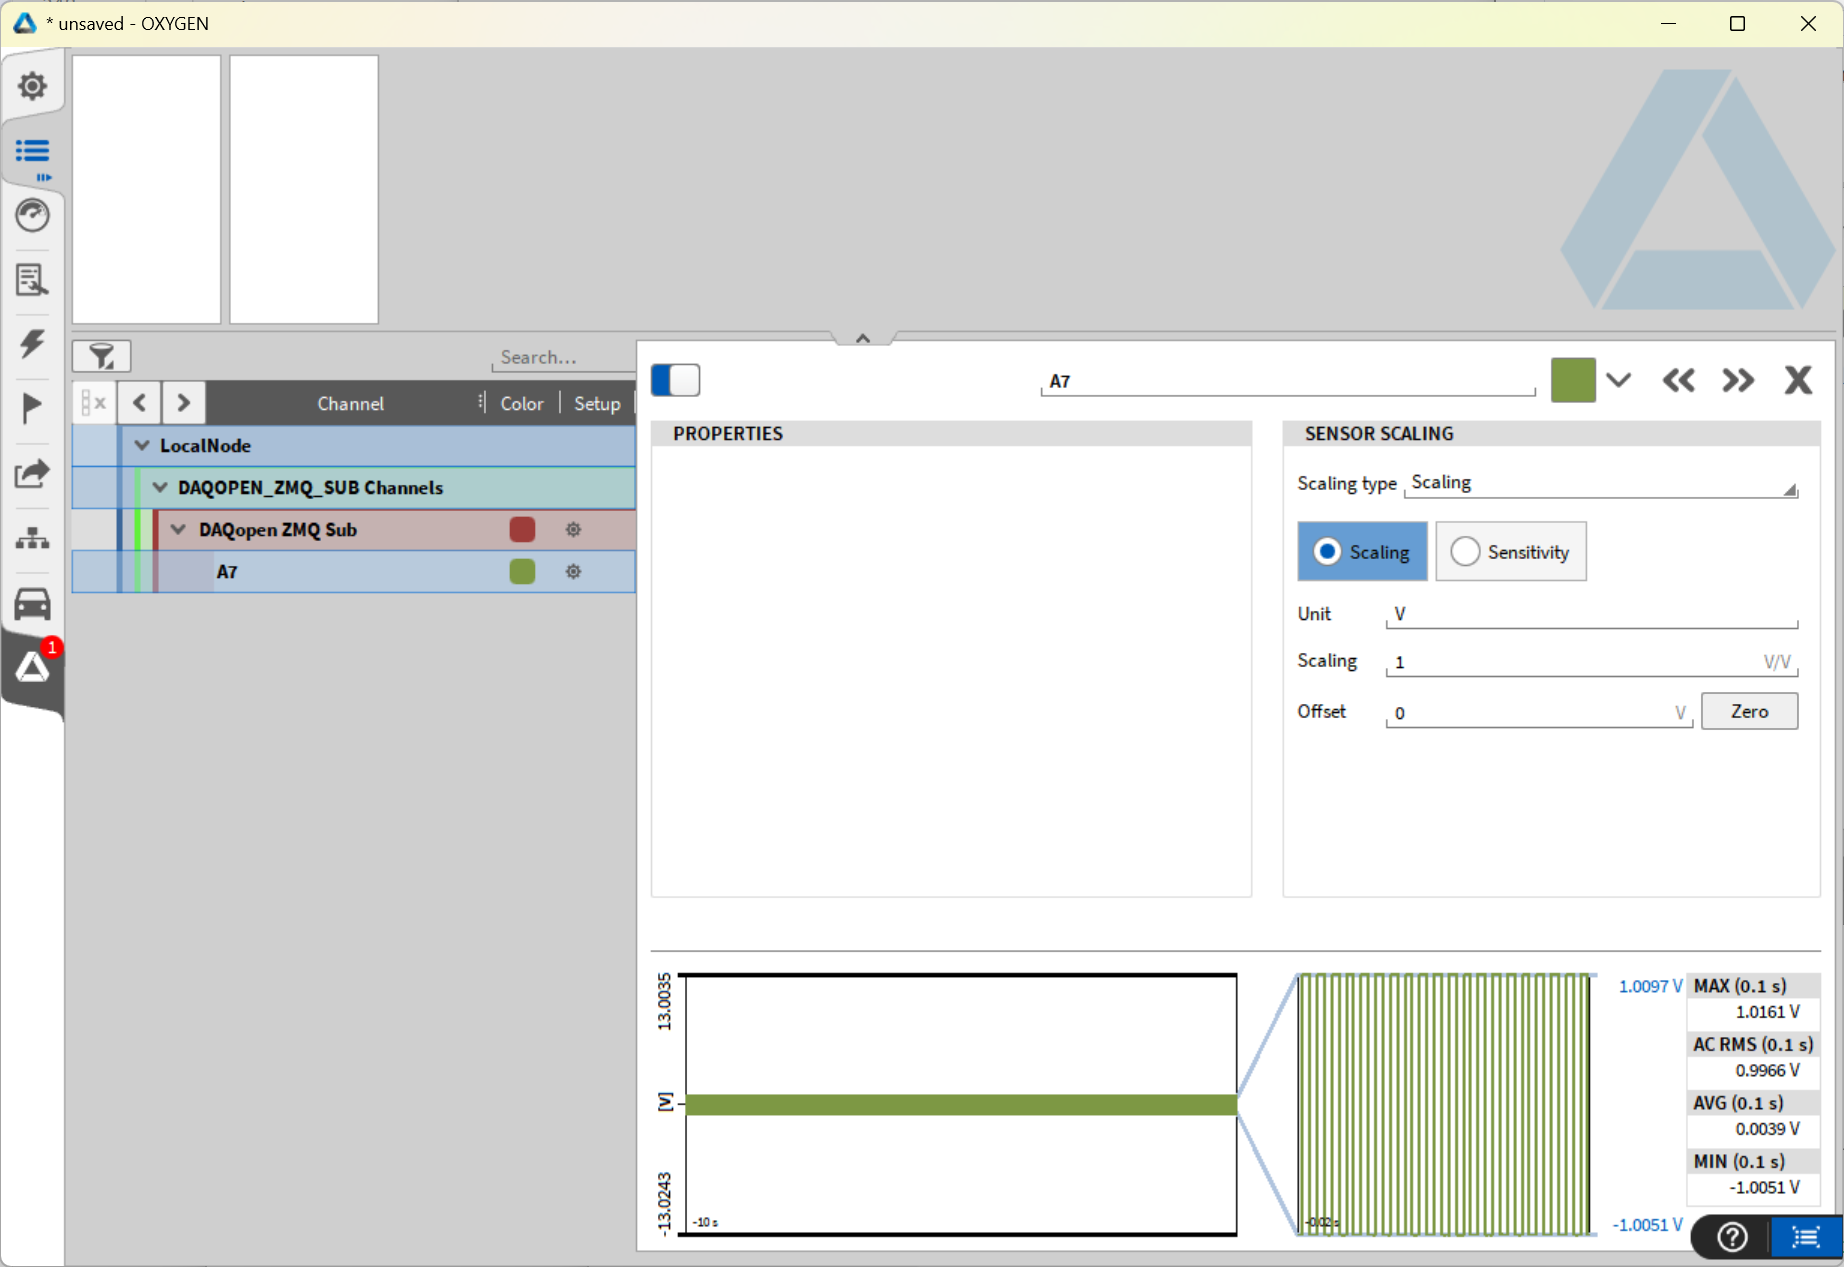 * unsaved - OXYGEN
Search...
A7
Channel
Color
Setup
PROPERTIES
SENSOR SCALING
LocalNode
Scaling type
Scaling
DAQOPEN_ZMQ_SUB Channels
DAQopen ZMQ Sub
Scaling
Sensitivity
A7
Unit
V
1
Scaling
1
V/V
Offset
0
V
Zero
13.0035
[V]
-13.0243
-10 s
-0.02 s
1.0097 V
-1.0051 V
MAX (0.1 s)
1.0161 V
AC RMS (0.1 s)
0.9966 V
AVG (0.1 s)
0.0039 V
MIN (0.1 s)
-1.0051 V